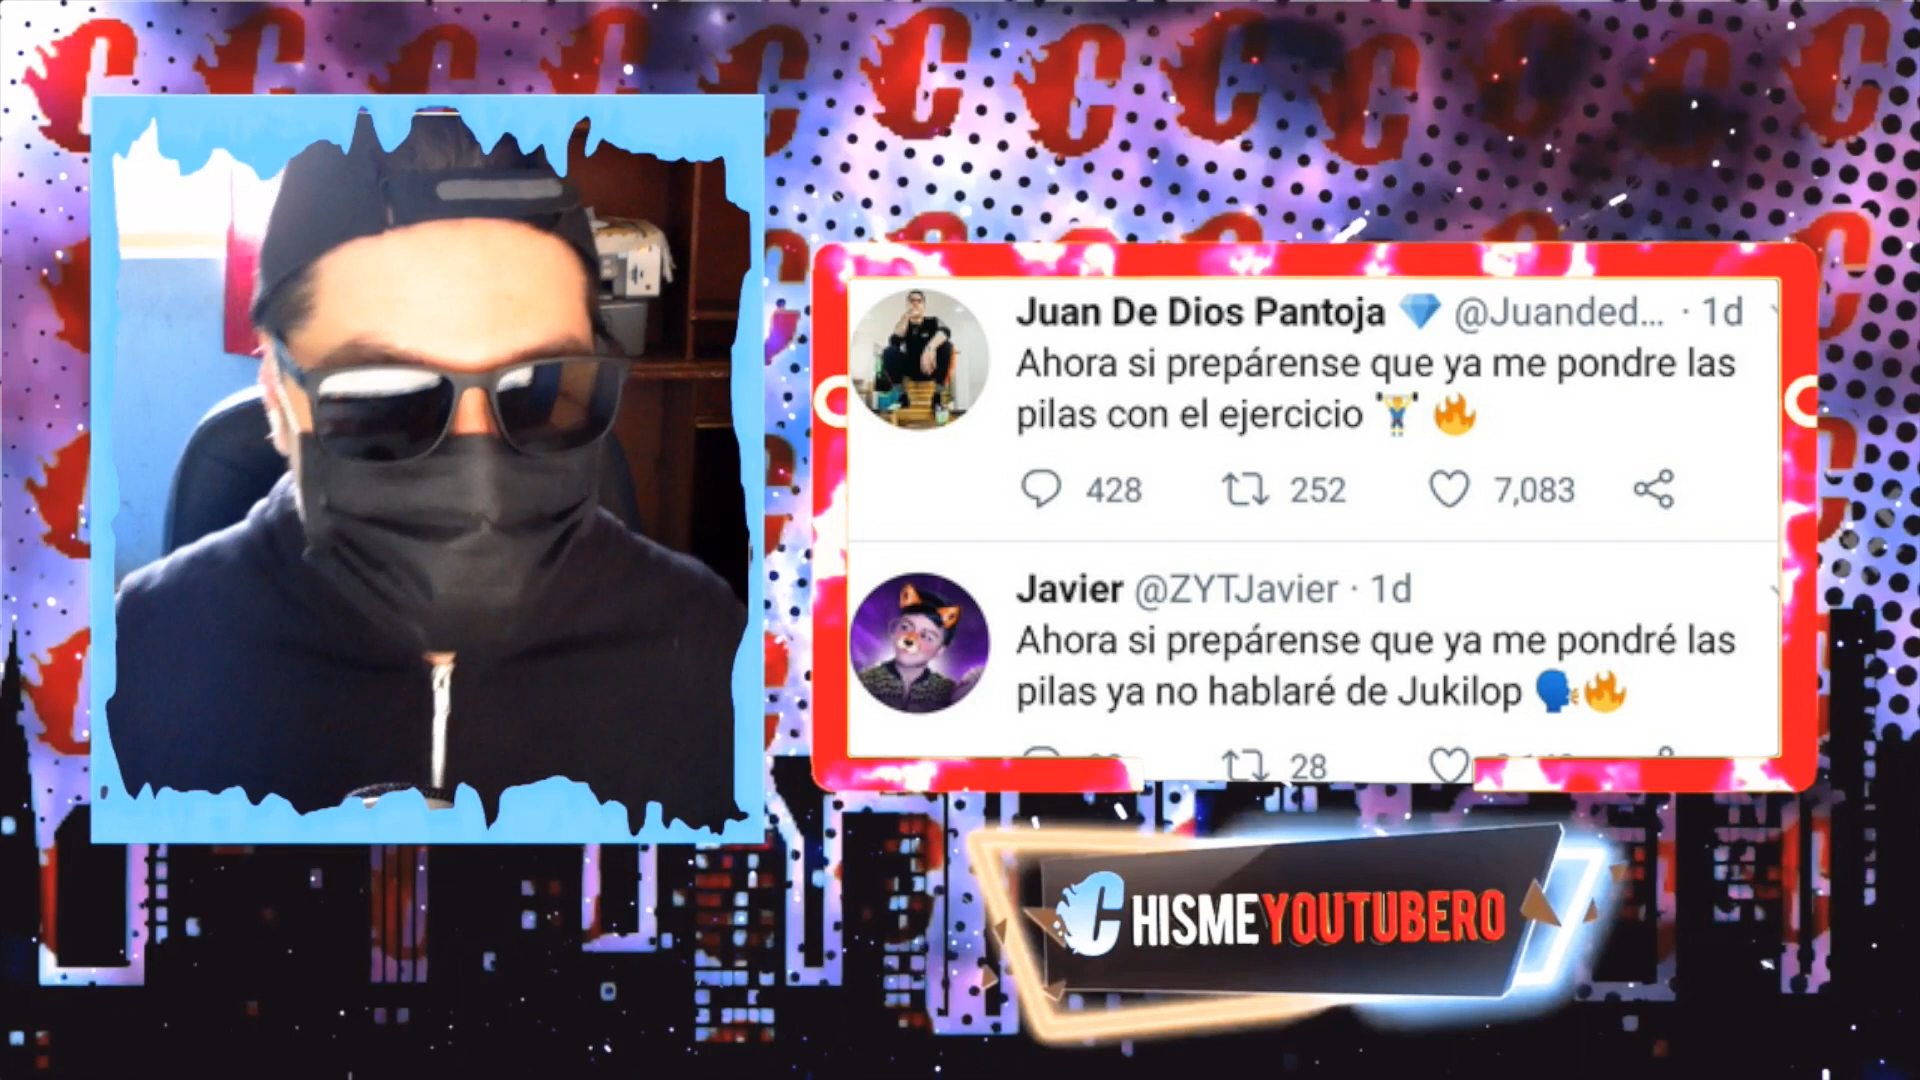 Juan De Dios Pantoja 💎 @Juanded... · 1d
Ahora si prepárense que ya me pondre las
pilas con el ejercicio 🏋️ 🔥
428 252 7,083
Javier @ZYTJavier · 1d
Ahora si prepárense que ya me pondré las
pilas ya no hablaré de Jukilop 🗣️🔥
28
CHISMEYOUTUBERO